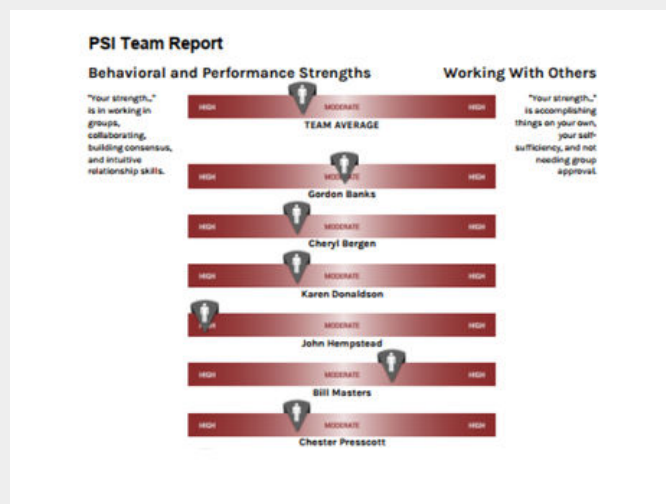 PSI Team Report
Behavioral and Performance Strengths
Working With Others
"Your strength..."
is in working in
groups,
collaborating,
building consensus,
and intuitive
relationship skills.
"Your strength..."
is accomplishing
things on your own,
your self-
sufficiency, and not
needing group
approval.
HIGH MODERATE HIGH
TEAM AVERAGE
HIGH HIGH
Gordon Banks
HIGH MODERATE HIGH
Cheryl Bergen
HIGH MODERATE HIGH
Karen Donaldson
MODERATE HIGH
John Hempstead
HIGH MODERATE HIGH
Bill Masters
HIGH MODERATE HIGH
Chester Presscott